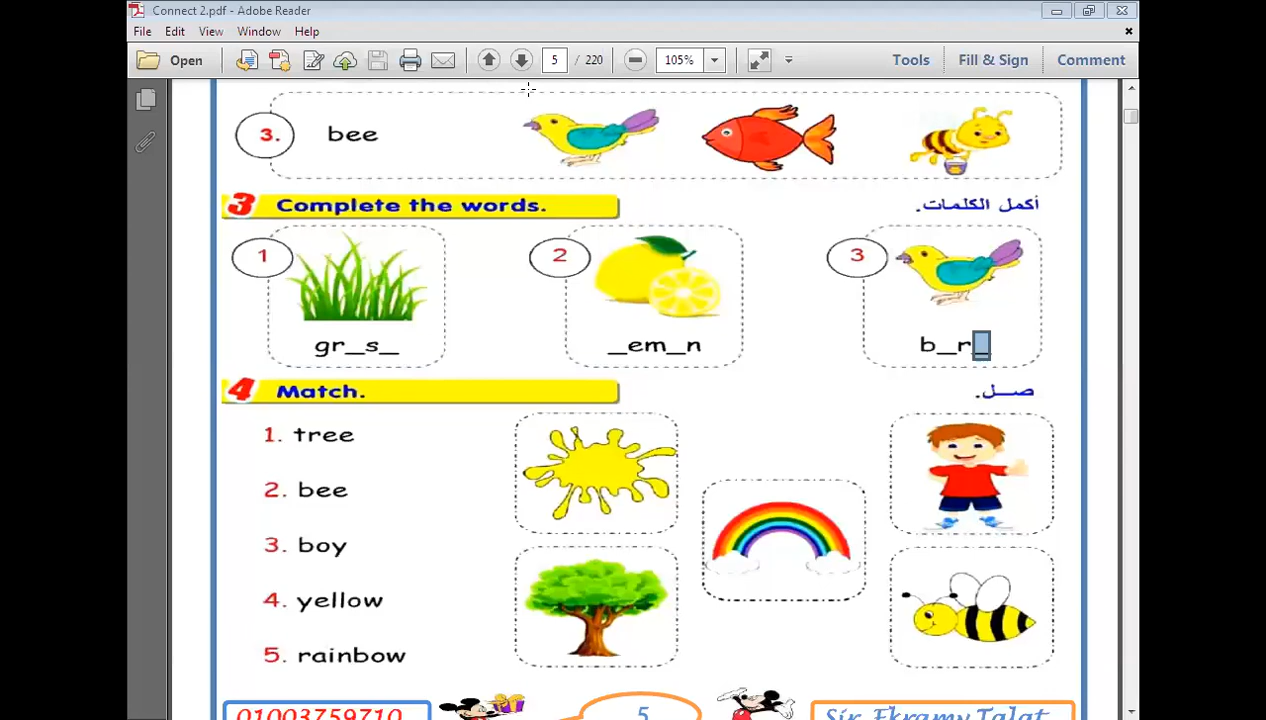 Connect 2.pdf - Adobe Reader
File Edit View Window Help
Open 5 / 220 105% Tools Fill & Sign Comment
3. bee
3 Complete the words. أكمل الكلمات.
1 2 3
gr_s_ _em_n b_r_
4 Match. صـــل.
1. tree
2. bee
3. boy
4. yellow
5. rainbow
01003759710 5 Sir. Ekramy Talat